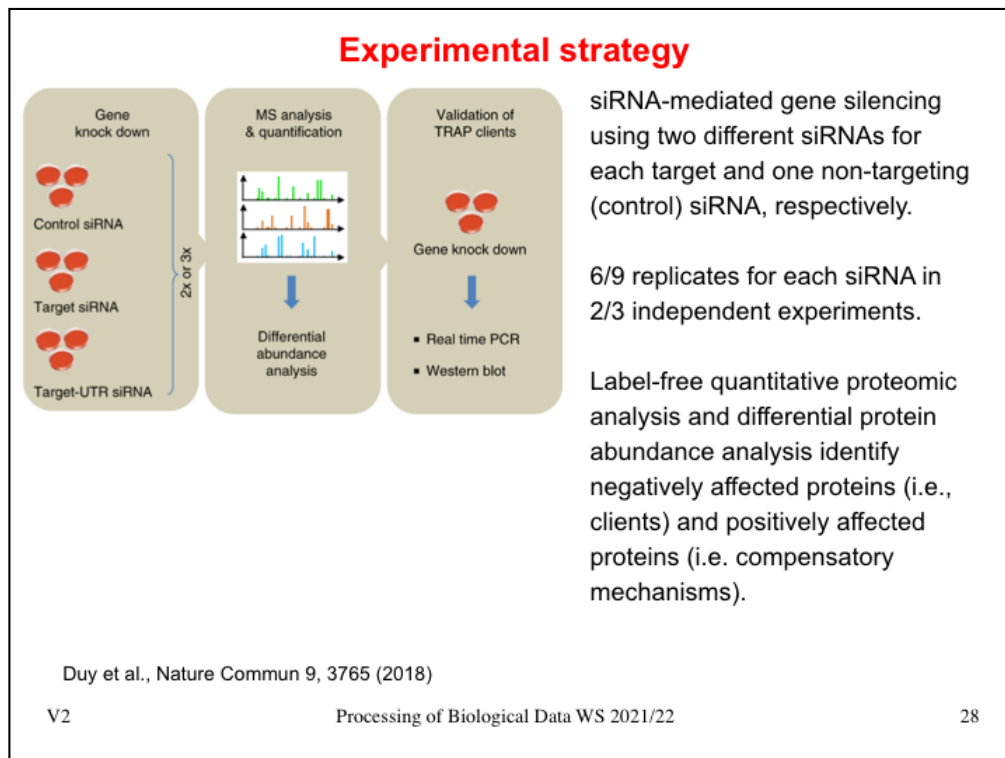 Experimental strategy
Gene
knock down
Control siRNA
Target siRNA
Target-UTR siRNA
2x or 3x
MS analysis
& quantification
Differential
abundance
analysis
Validation of
TRAP clients
Gene knock down
▪ Real time PCR
▪ Western blot
siRNA-mediated gene silencing
using two different siRNAs for
each target and one non-targeting
(control) siRNA, respectively.
6/9 replicates for each siRNA in
2/3 independent experiments.
Label-free quantitative proteomic
analysis and differential protein
abundance analysis identify
negatively affected proteins (i.e.,
clients) and positively affected
proteins (i.e. compensatory
mechanisms).
Duy et al., Nature Commun 9, 3765 (2018)
V2
Processing of Biological Data WS 2021/22
28